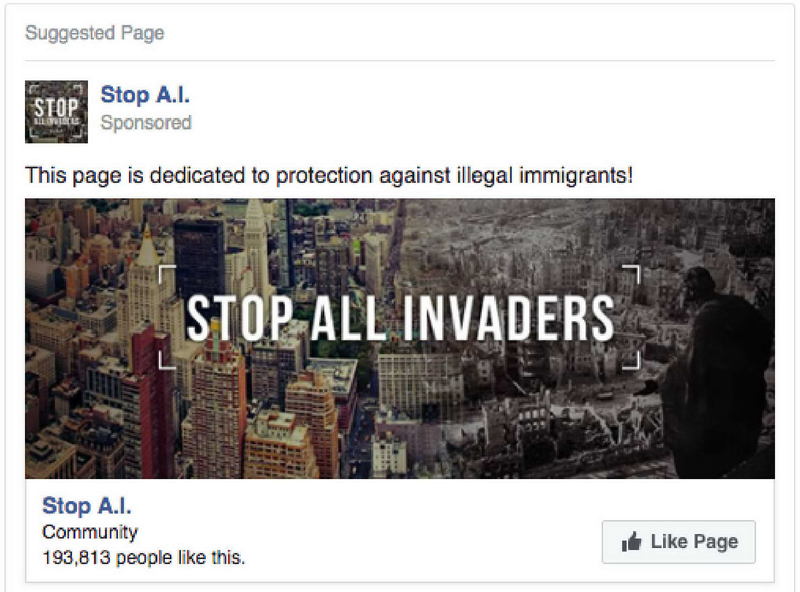 Suggested Page
STOP
ALL INVADERS
Stop A.I.
Sponsored
This page is dedicated to protection against illegal immigrants!
STOP ALL INVADERS
Stop A.I.
Community
193,813 people like this.
Like Page